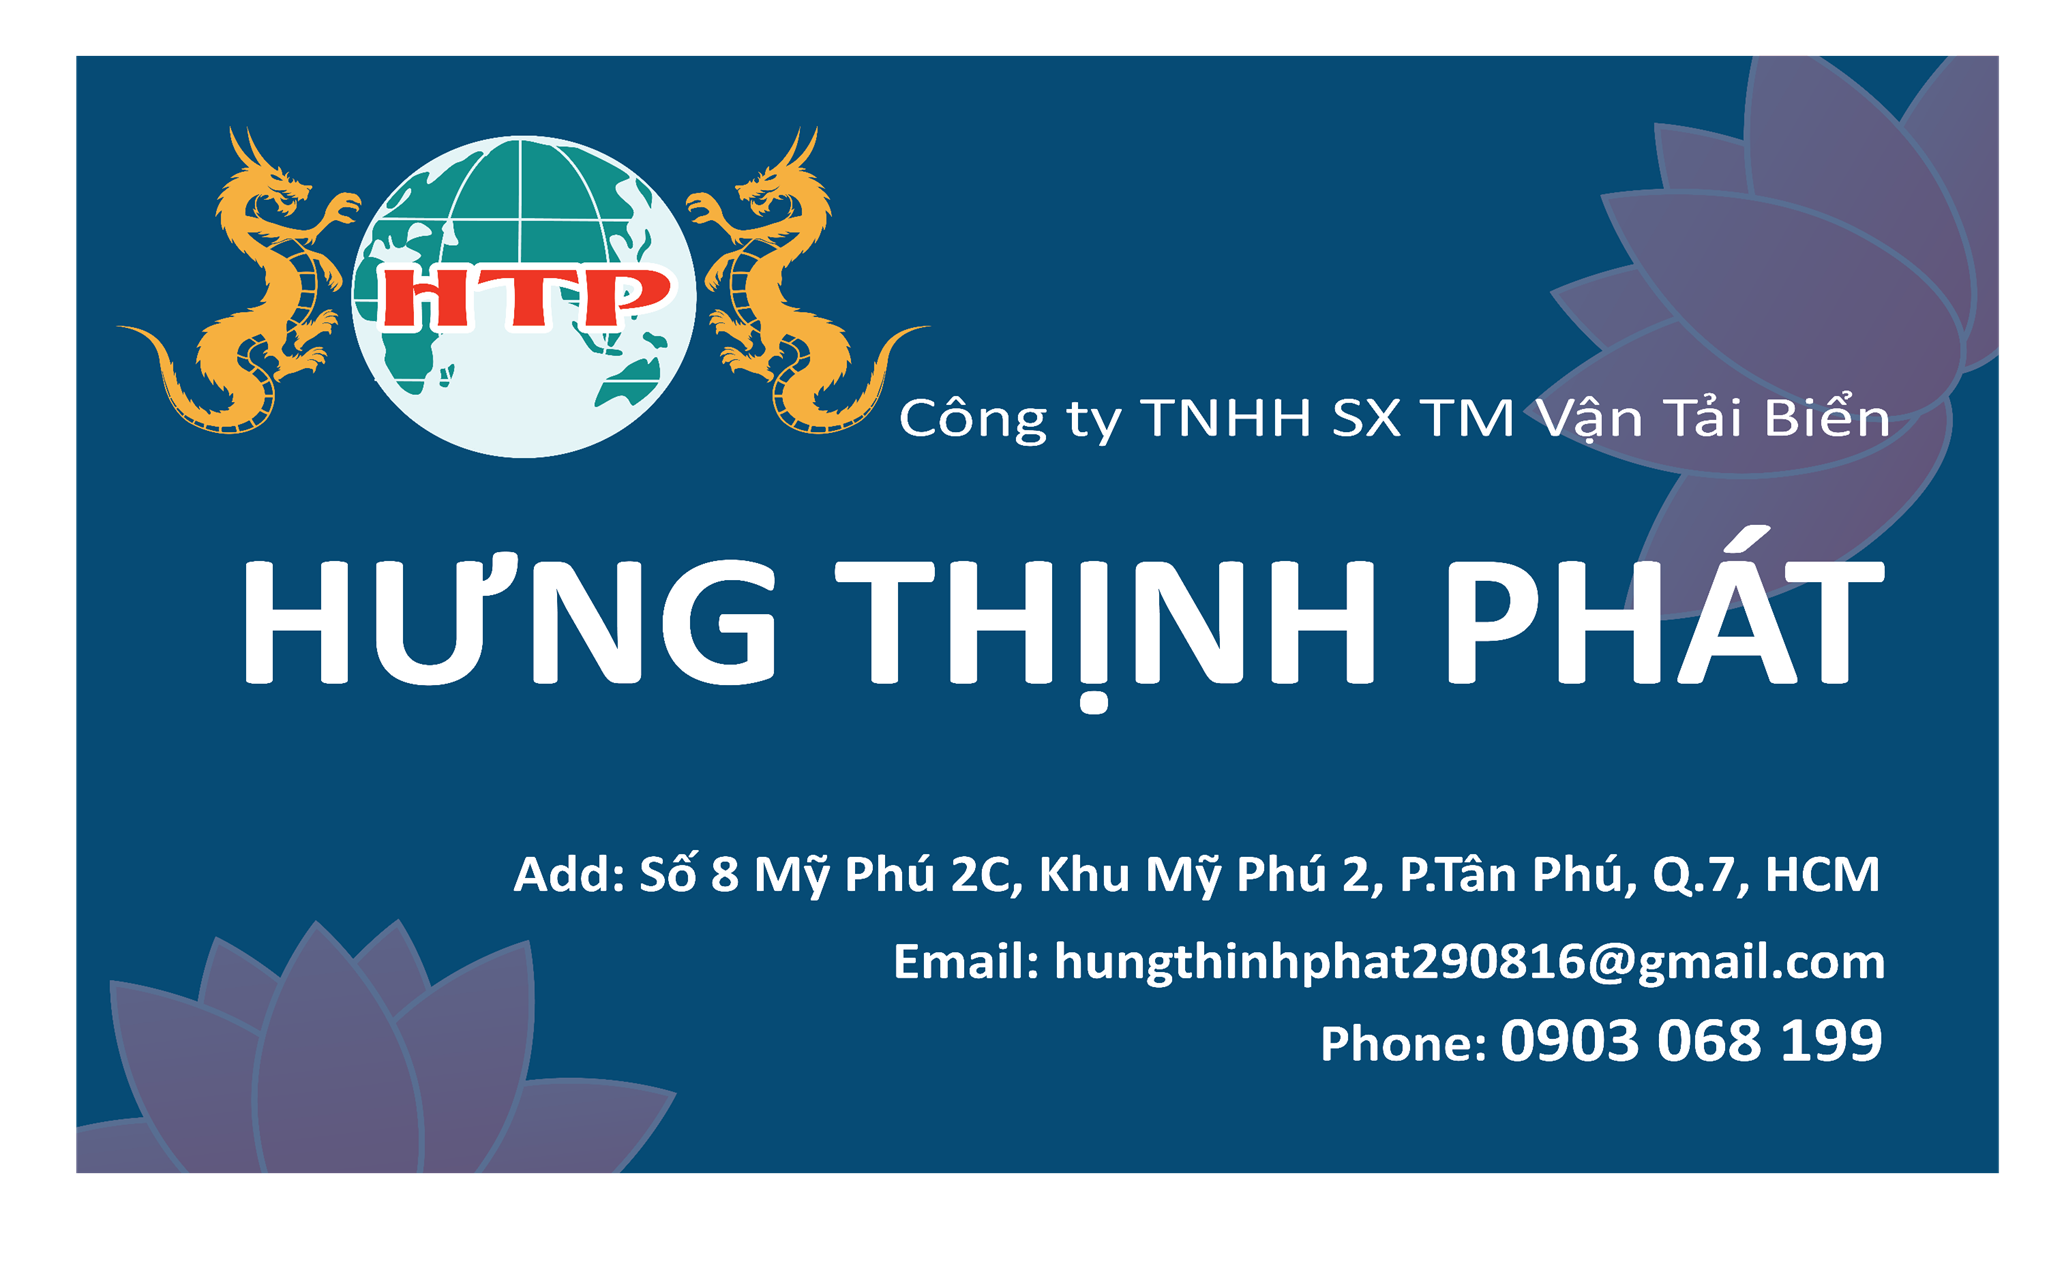 HTP
Công ty TNHH SX TM Vận Tải Biển
HƯNG THỊNH PHÁT
Add: Số 8 Mỹ Phú 2C, Khu Mỹ Phú 2, P.Tân Phú, Q.7, HCM
Email: hungthinhphat290816@gmail.com
Phone: 0903 068 199